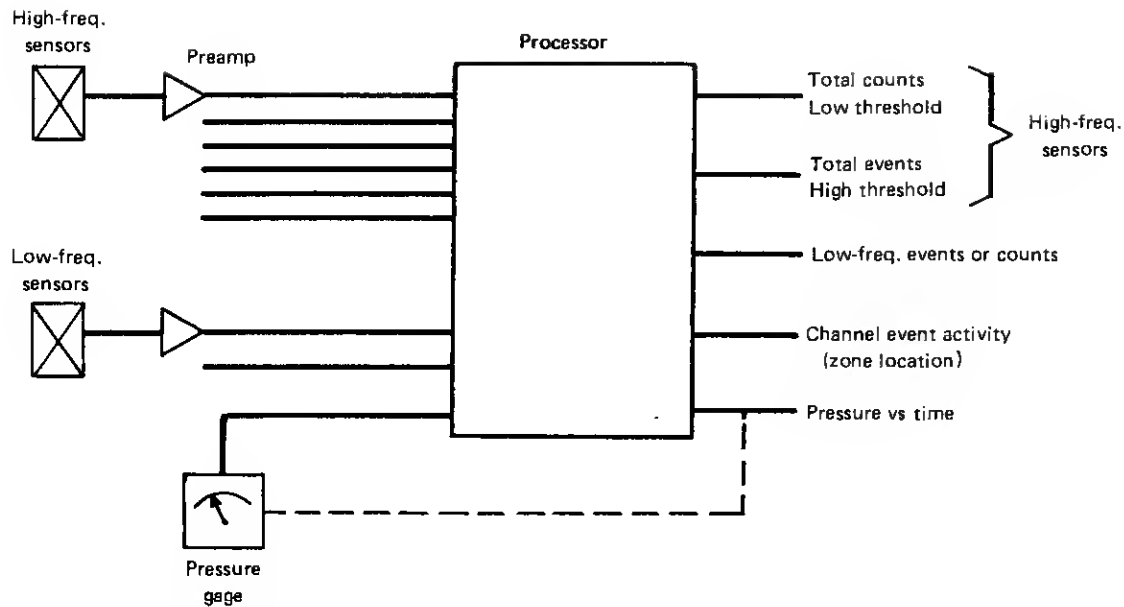 High-freq.
sensors
Preamp
Processor
Total counts
Low threshold
High-freq.
sensors
Total events
High threshold
Low-freq.
sensors
Low-freq. events or counts
Channel event activity
(zone location)
Pressure vs time
Pressure
gage